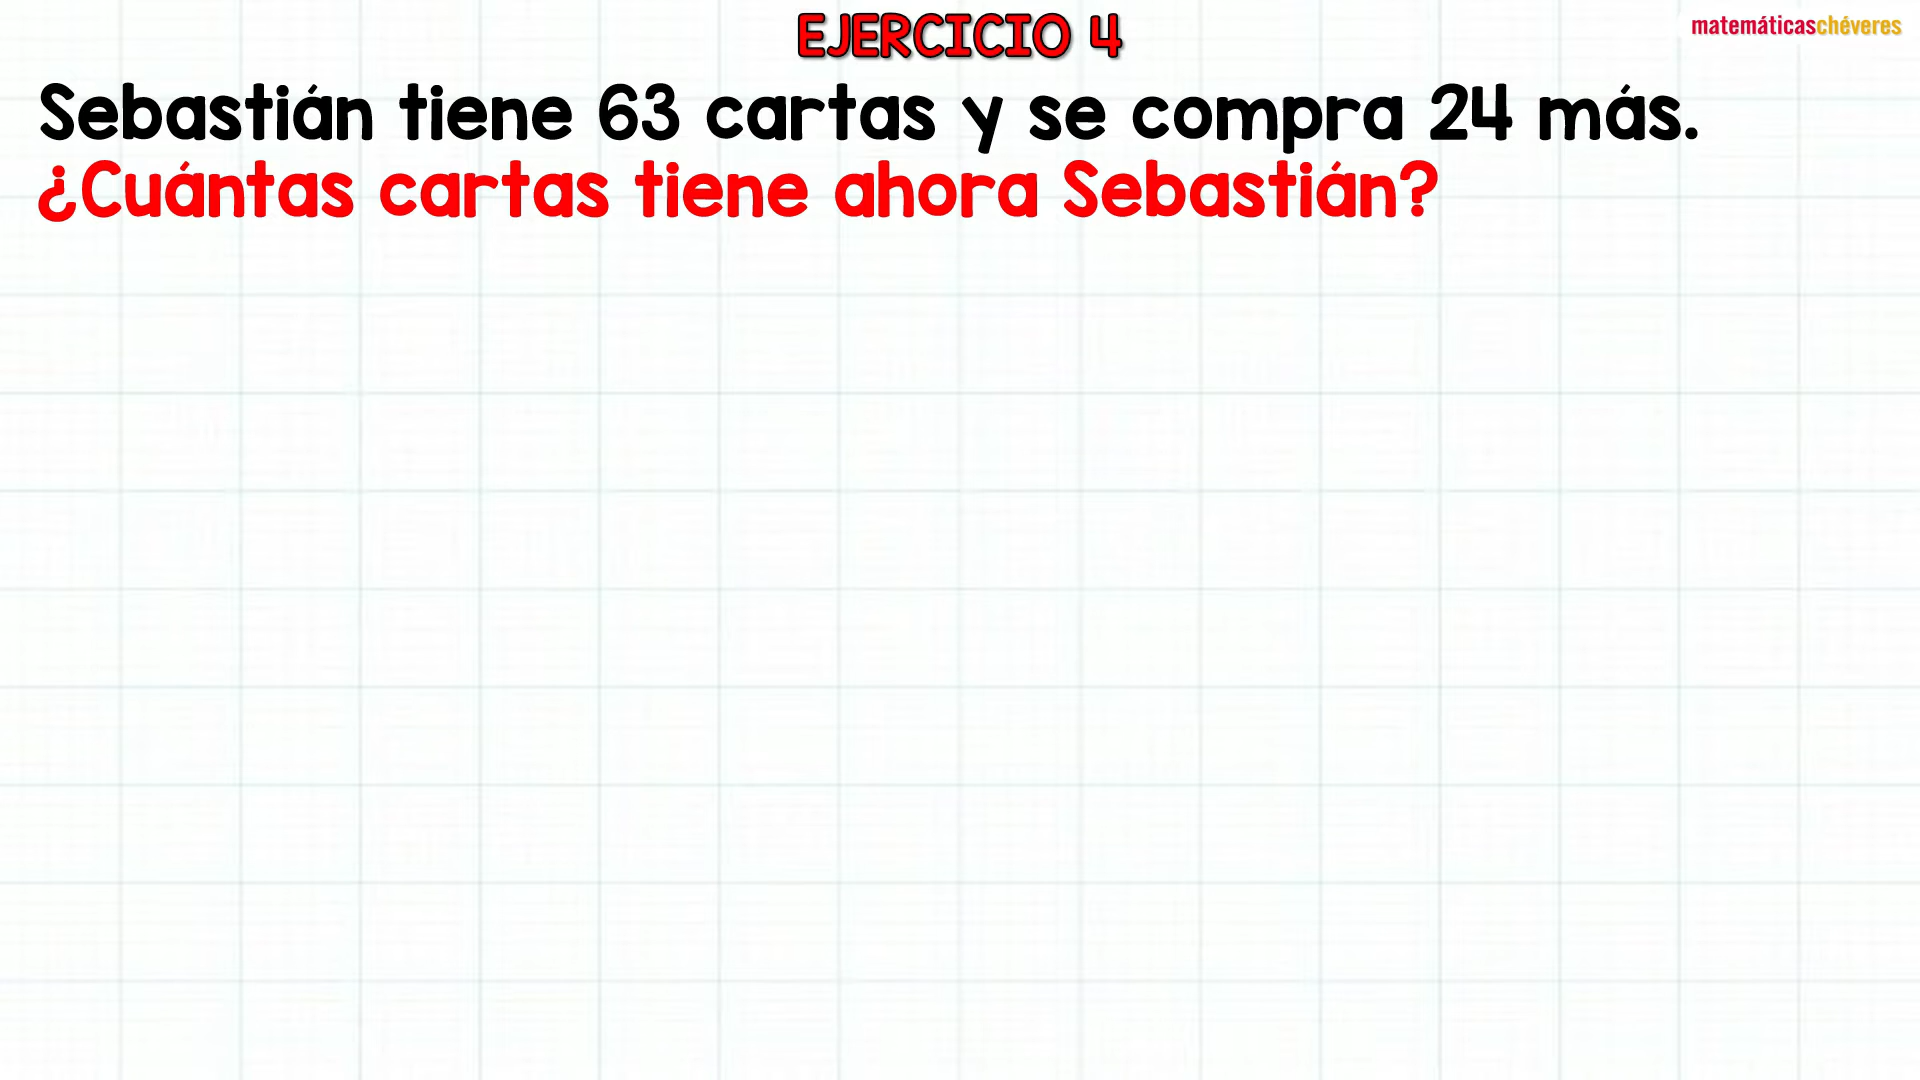 EJERCICIO 4
matemáticaschéveres
Sebastián tiene 63 cartas y se compra 24 más.
¿Cuántas cartas tiene ahora Sebastián?